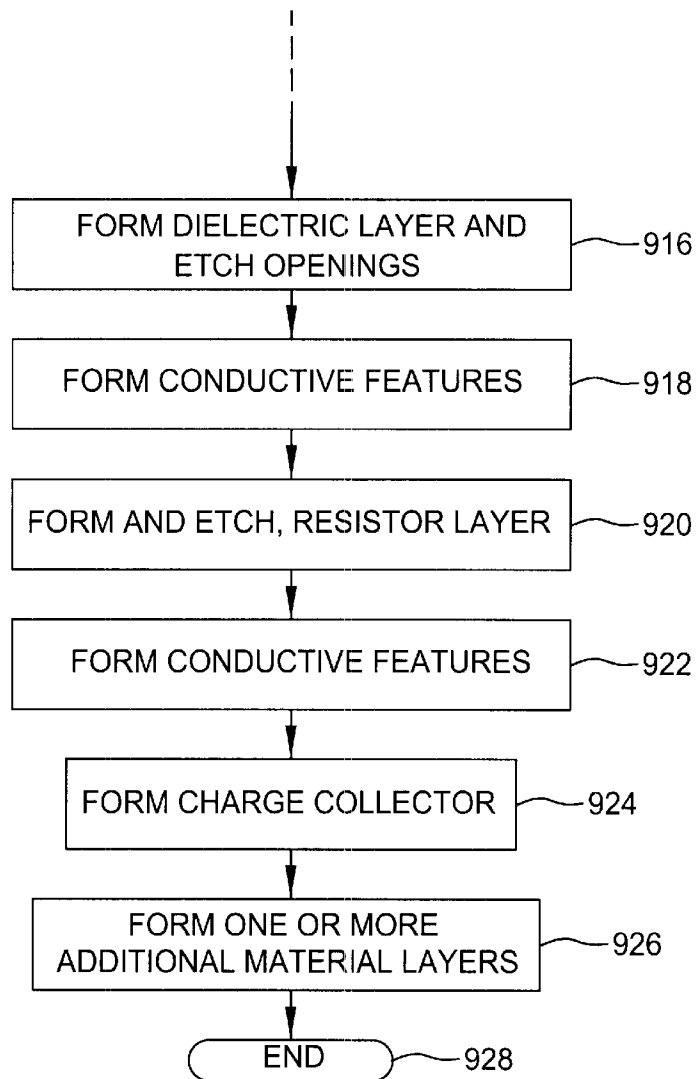 FORM DIELECTRIC LAYER AND
ETCH OPENINGS
916
FORM CONDUCTIVE FEATURES
918
FORM AND ETCH, RESISTOR LAYER
920
FORM CONDUCTIVE FEATURES
922
FORM CHARGE COLLECTOR
924
FORM ONE OR MORE
ADDITIONAL MATERIAL LAYERS
926
END
928